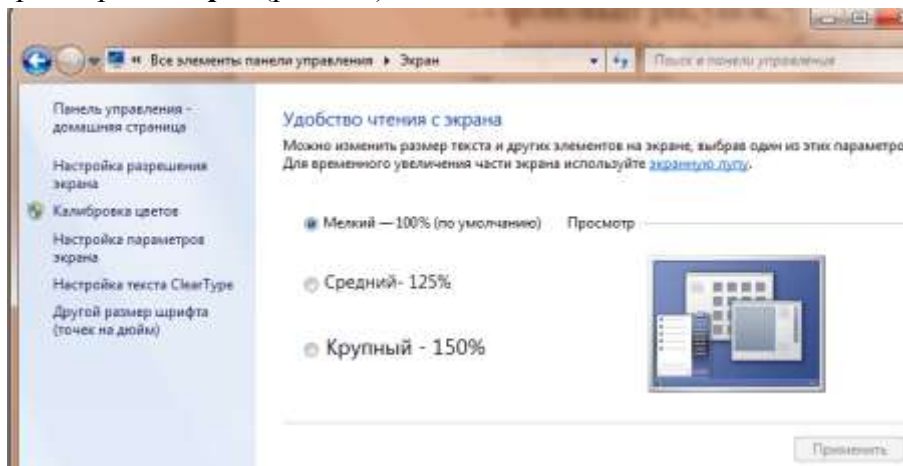 « Все элементы панели управления ▸ Экран
Поиск в панели управления
Панель управления -
домашняя страница
Настройка разрешения
экрана
Калибровка цветов
Настройка параметров
экрана
Настройка текста ClearType
Другой размер шрифта
(точек на дюйм)
Удобство чтения с экрана
Можно изменить размер текста и других элементов на экране, выбрав один из этих параметро
Для временного увеличения части экрана используйте экранную лупу.
Мелкий — 100% (по умолчанию)
Просмотр
Средний- 125%
Крупный - 150%
Применить